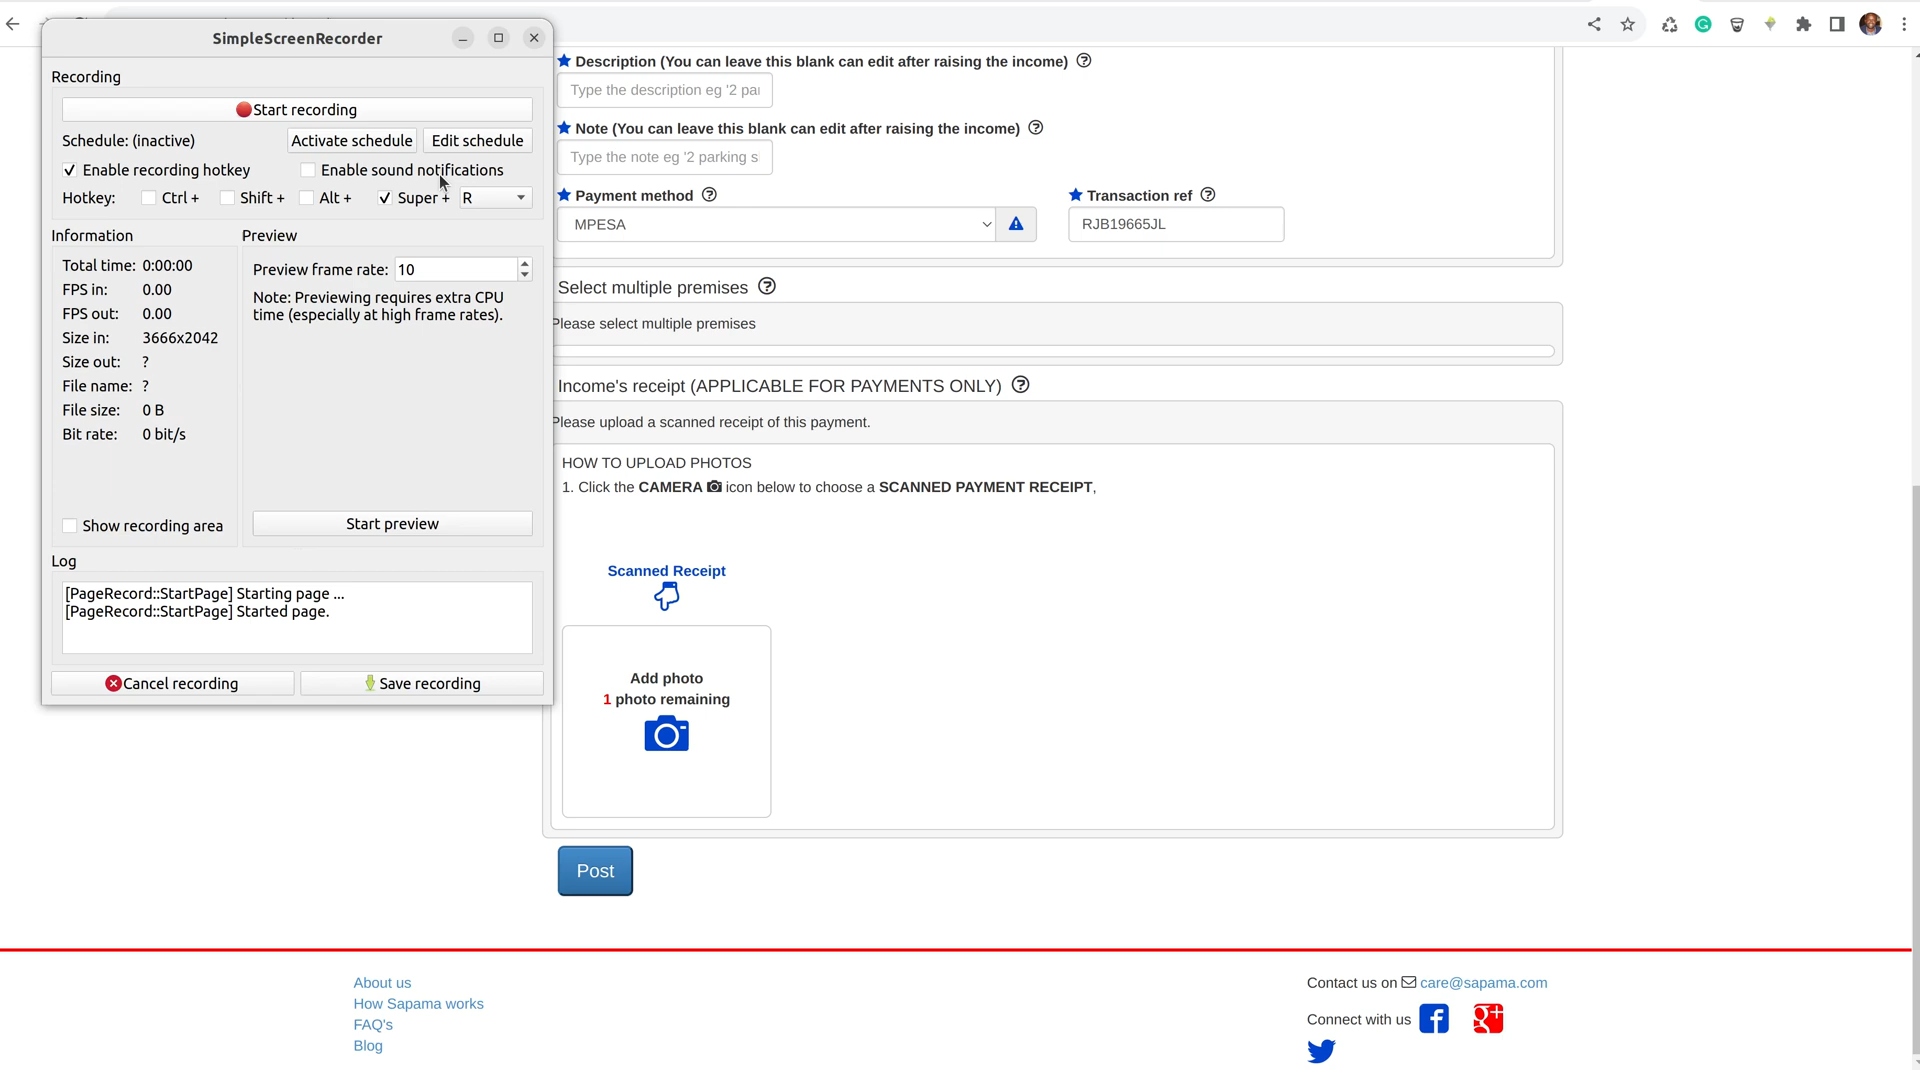 SimpleScreenRecorder
Recording
Start recording
Schedule: (inactive)
Activate schedule
Edit schedule
Enable recording hotkey
Enable sound notifications
Hotkey:
Ctrl +
Shift +
Alt +
Super +
R
Information
Total time: 0:00:00
FPS in: 0.00
FPS out: 0.00
Size in: 3666x2042
Size out: ?
File name: ?
File size: 0 B
Bit rate: 0 bit/s
Show recording area
Preview
Preview frame rate: 10
Note: Previewing requires extra CPU
time (especially at high frame rates).
Start preview
Log
[PageRecord::StartPage] Starting page ...
[PageRecord::StartPage] Started page.
Cancel recording
Save recording
Description (You can leave this blank can edit after raising the income)
Type the description eg '2 pa
Note (You can leave this blank can edit after raising the income)
Type the note eg '2 parking s
Payment method
MPESA
Transaction ref
RJB19665JL
Select multiple premises
Please select multiple premises
Income's receipt (APPLICABLE FOR PAYMENTS ONLY)
Please upload a scanned receipt of this payment.
HOW TO UPLOAD PHOTOS
1. Click the CAMERA icon below to choose a SCANNED PAYMENT RECEIPT,
Scanned Receipt
Add photo
1 photo remaining
Post
About us
How Sapama works
FAQ's
Blog
Contact us on care@sapama.com
Connect with us